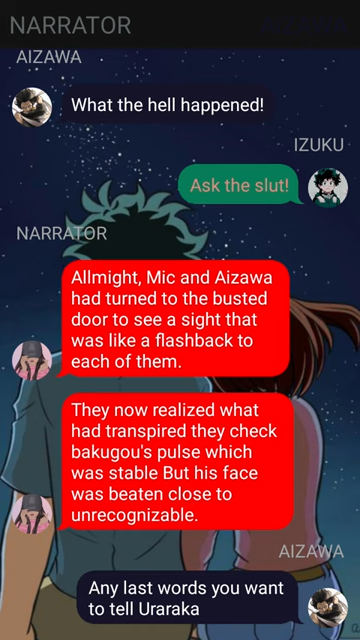 NARRATOR
AIZAWA
What the hell happened!
IZUKU
Ask the slut!
NARRATOR
Allmight, Mic and Aizawa
had turned to the busted
door to see a sight that
was like a flashback to
each of them.
They now realized what
had transpired they check
bakugou's pulse which
was stable But his face
was beaten close to
unrecognizable.
AIZAWA
Any last words you want
to tell Uraraka